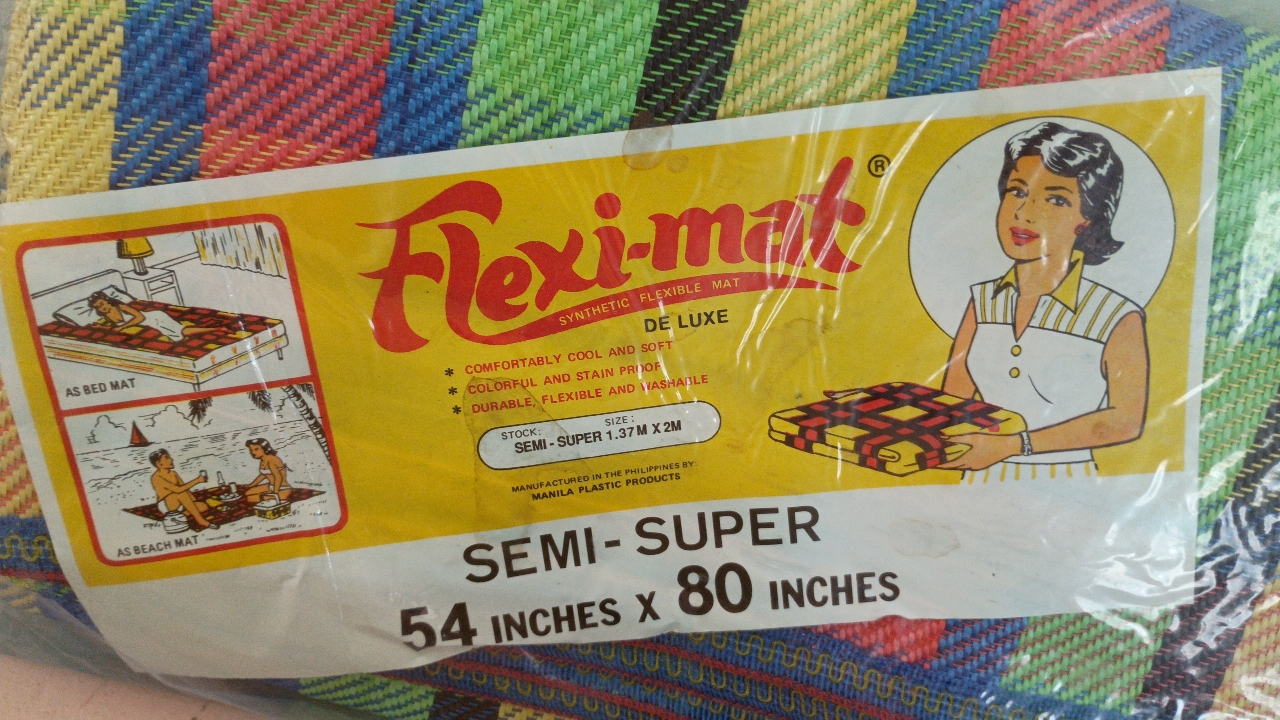 Flexi-mat ®
SYNTHETIC FLEXIBLE MAT
DE LUXE
* COMFORTABLY COOL AND SOFT
* COLORFUL AND STAIN PROOF
* DURABLE, FLEXIBLE AND WASHABLE
STOCK: SIZE:
SEMI-SUPER 1.37 M X 2M
MANUFACTURED IN THE PHILIPPINES BY:
MANILA PLASTIC PRODUCTS
AS BED MAT
AS BEACH MAT
SEMI-SUPER
54 INCHES X 80 INCHES